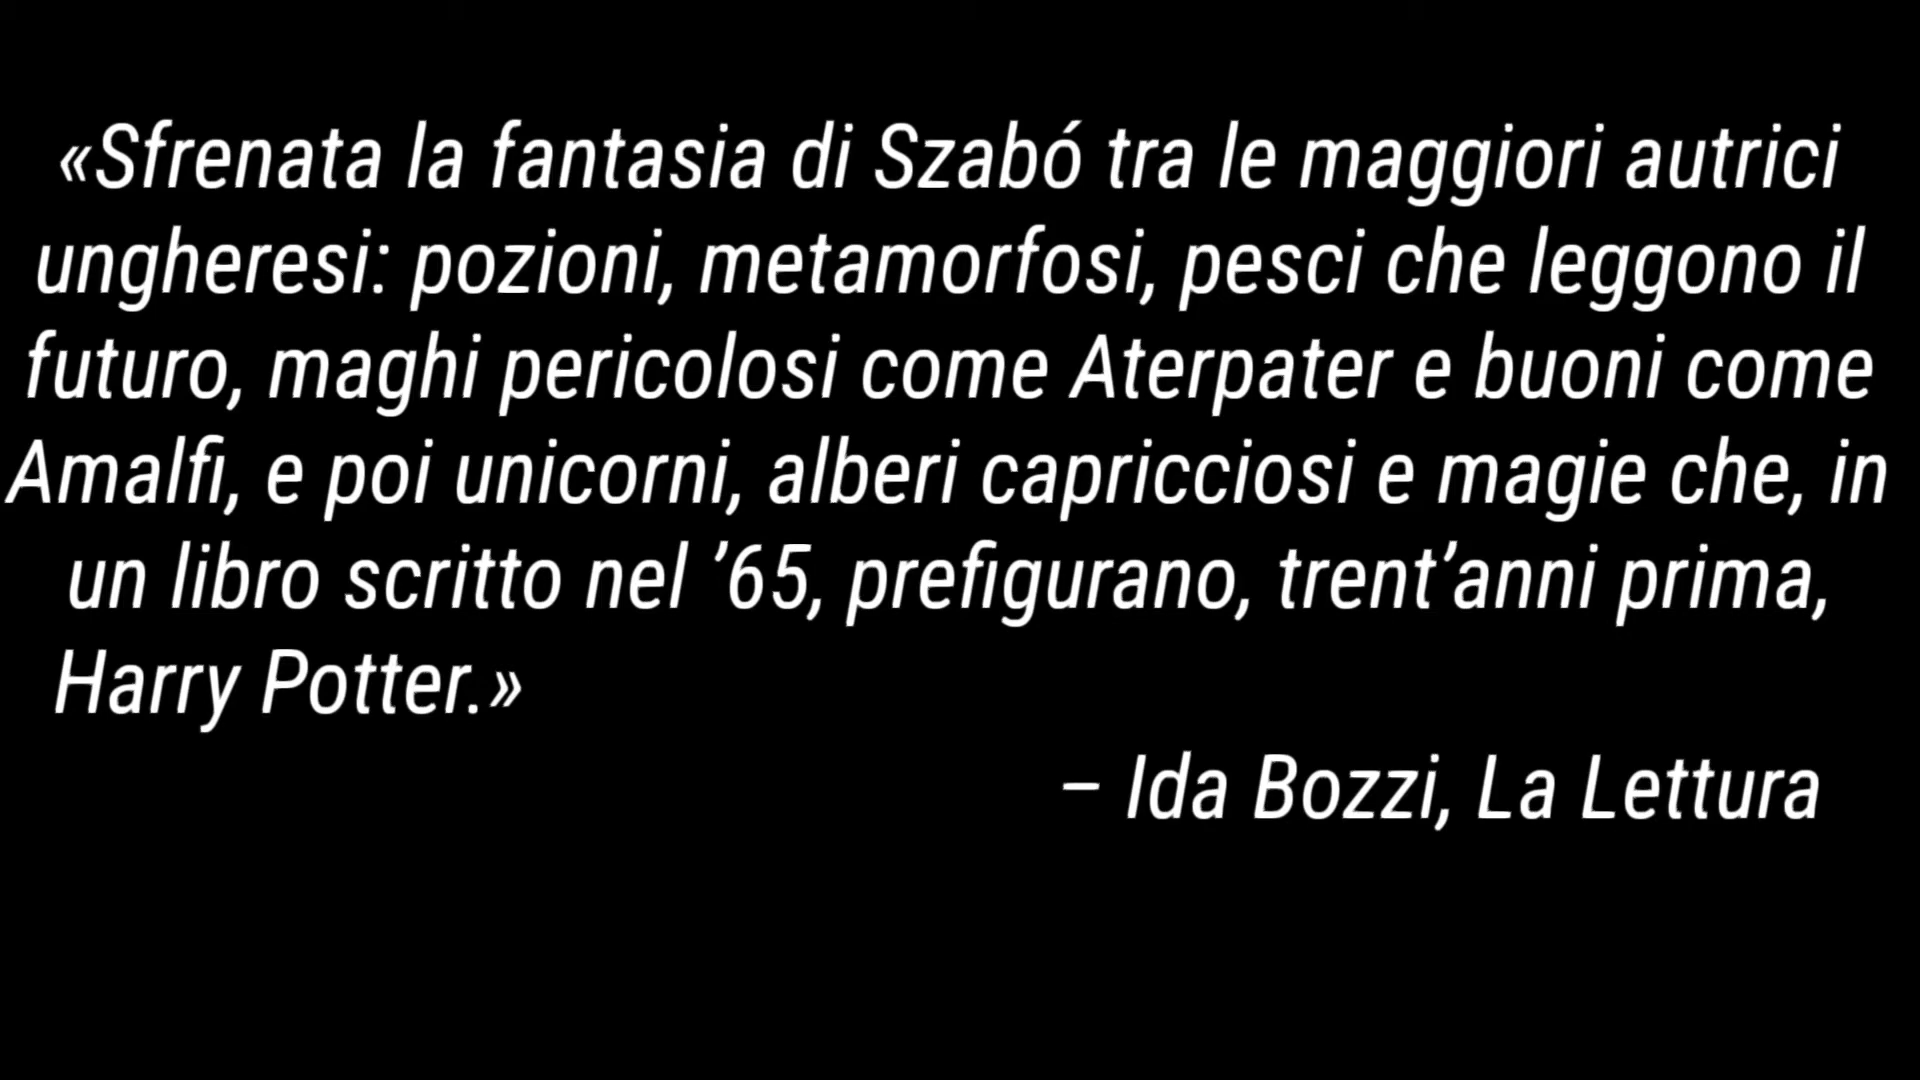 «Sfrenata la fantasia di Szabó tra le maggiori autrici
ungheresi: pozioni, metamorfosi, pesci che leggono il
futuro, maghi pericolosi come Aterpater e buoni come
Amalfi, e poi unicorni, alberi capricciosi e magie che, in
un libro scritto nel ’65, prefigurano, trent’anni prima,
Harry Potter.»
– Ida Bozzi, La Lettura